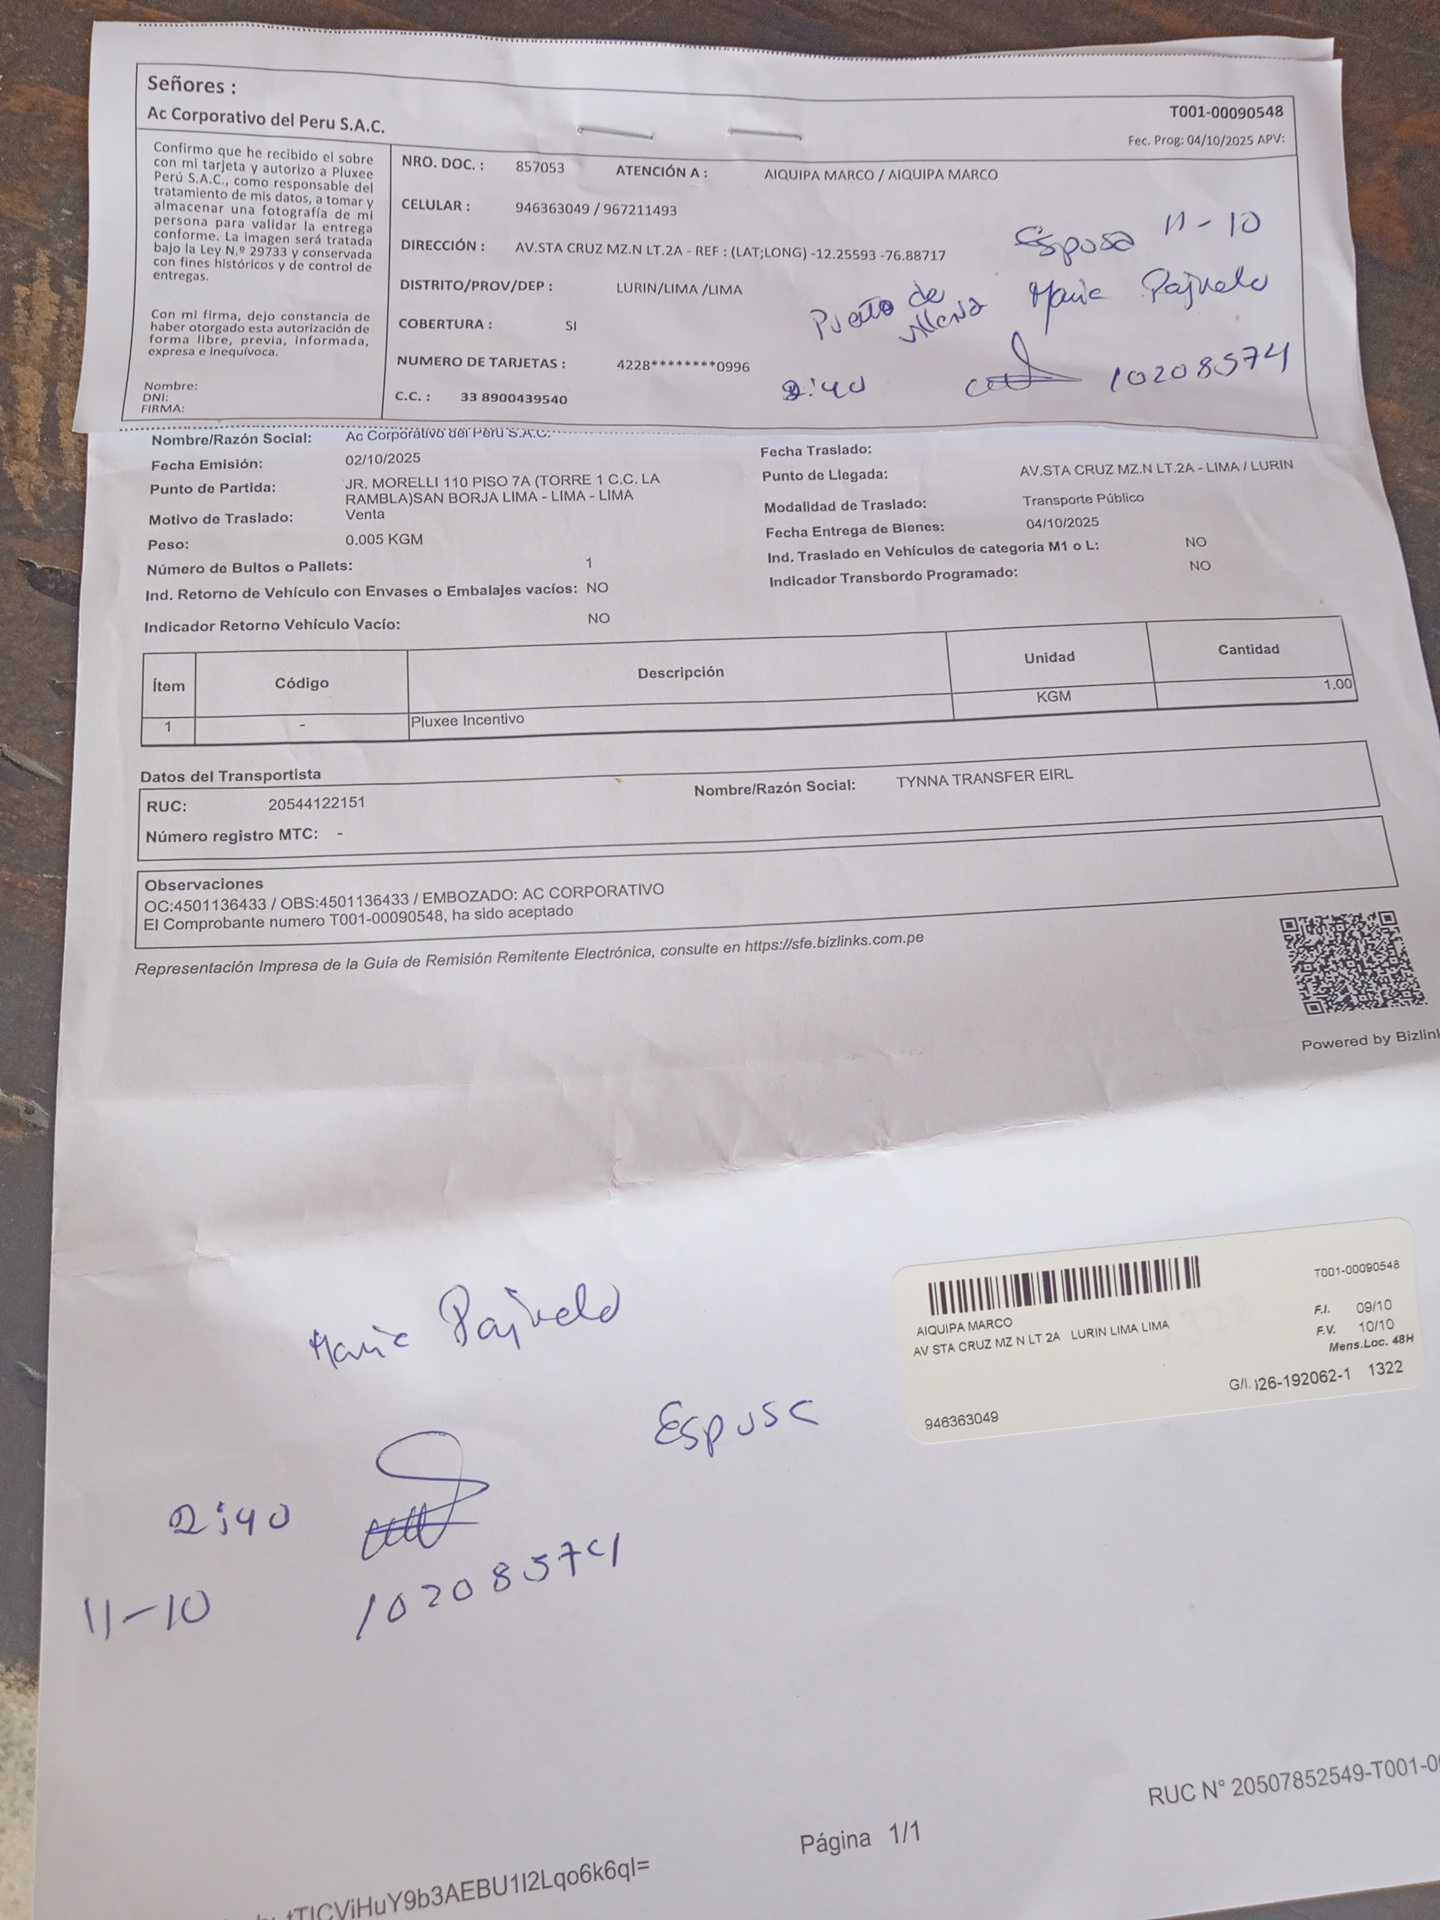 Señores :
Ac Corporativo del Peru S.A.C.
T001-00090548
Fec. Prog: 04/10/2025 APV:
Confirmo que he recibido el sobre
con mi tarjeta y autorizo a Pluxee
Perú S.A.C., como responsable del
tratamiento de mis datos, a tomar y
almacenar una fotografía de mi
persona para validar la entrega
conforme. La imagen será tratada
bajo la Ley N.º 29733 y conservada
con fines históricos y de control de
entregas.
Con mi firma, dejo constancia de
haber otorgado esta autorización de
forma libre, previa, informada,
expresa e Inequívoca.
Nombre:
DNI:
FIRMA:
NRO. DOC. : 857053 ATENCIÓN A : AIQUIPA MARCO / AIQUIPA MARCO
CELULAR : 946363049 / 967211493
DIRECCIÓN : AV.STA CRUZ MZ.N LT.2A - REF : (LAT;LONG) -12.25593 -76.88717
DISTRITO/PROV/DEP : LURIN/LIMA /LIMA
COBERTURA : SI
NUMERO DE TARJETAS : 4228********0996
C.C. : 33 8900439540
Esposa 11-10
Puerto de
Maria Pajuelo
2:40 10208574
Nombre/Razón Social: Ac Corporativo del Peru S.A.C.
Fecha Emisión: 02/10/2025
Punto de Partida: JR. MORELLI 110 PISO 7A (TORRE 1 C.C. LA
RAMBLA)SAN BORJA LIMA - LIMA - LIMA
Motivo de Traslado: Venta
Peso: 0.005 KGM
Número de Bultos o Pallets: 1
Ind. Retorno de Vehículo con Envases o Embalajes vacíos: NO
Indicador Retorno Vehículo Vacío: NO
Fecha Traslado:
Punto de Llegada: AV.STA CRUZ MZ.N LT.2A - LIMA / LURIN
Modalidad de Traslado: Transporte Público
Fecha Entrega de Bienes: 04/10/2025
Ind. Traslado en Vehículos de categoría M1 o L: NO
Indicador Transbordo Programado: NO
Ítem Código Descripción Unidad Cantidad
1 - Pluxee Incentivo KGM 1.00
Datos del Transportista
RUC: 20544122151 Nombre/Razón Social: TYNNA TRANSFER EIRL
Número registro MTC: -
Observaciones
OC:4501136433 / OBS:4501136433 / EMBOZADO: AC CORPORATIVO
El Comprobante numero T001-00090548, ha sido aceptado
Representación Impresa de la Guía de Remisión Remitente Electrónica, consulte en https://sfe.bizlinks.com.pe
Powered by Bizlin
T001-00090548
AIQUIPA MARCO
AV STA CRUZ MZ N LT 2A LURIN LIMA LIMA
F.I. 09/10
F.V. 10/10
Mens.Loc. 48H
G/I. 026-192062-1 1322
946363049
Maria Pajuelo
Esposa
2:40
11-10
10208574
RUC N° 20507852549-T001-0
Página 1/1
tTICViHuY9b3AEBU1I2Lqo6k6qI=